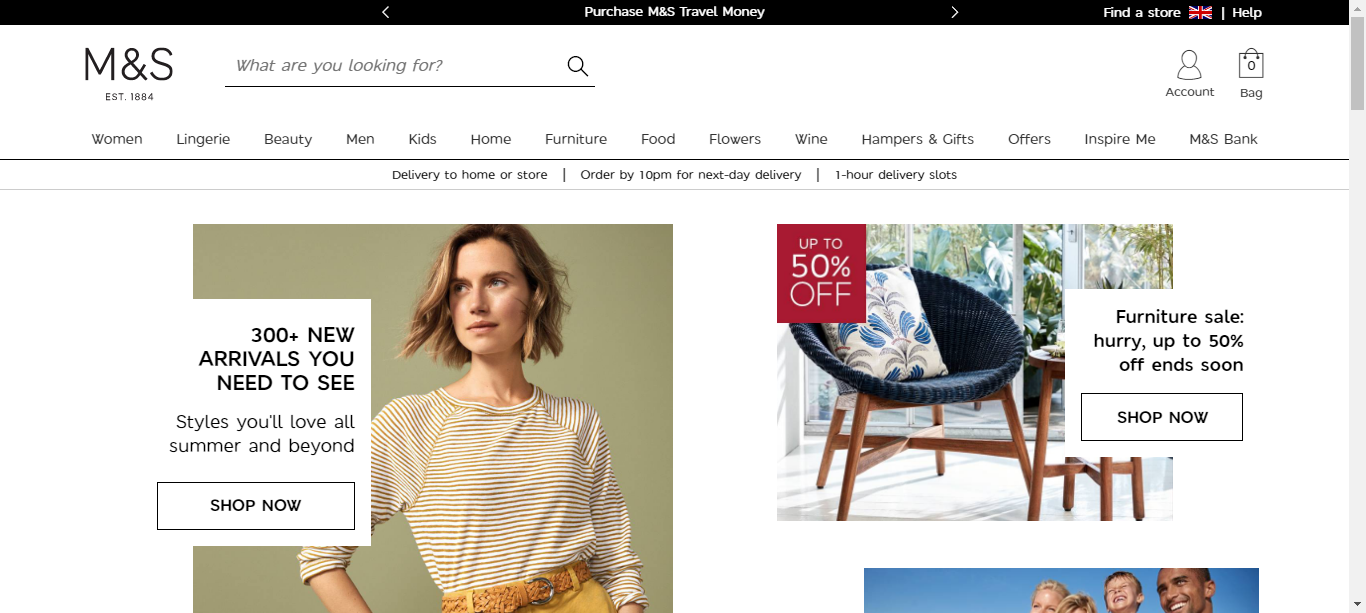 Purchase M&S Travel Money
Find a store | Help
M&S
EST. 1884
What are you looking for?
Account
0
Bag
Women Lingerie Beauty Men Kids Home Furniture Food Flowers Wine Hampers & Gifts Offers Inspire Me M&S Bank
Delivery to home or store | Order by 10pm for next-day delivery | 1-hour delivery slots
300+ NEW
ARRIVALS YOU
NEED TO SEE
Styles you'll love all
summer and beyond
SHOP NOW
UP TO
50%
OFF
Furniture sale:
hurry, up to 50%
off ends soon
SHOP NOW